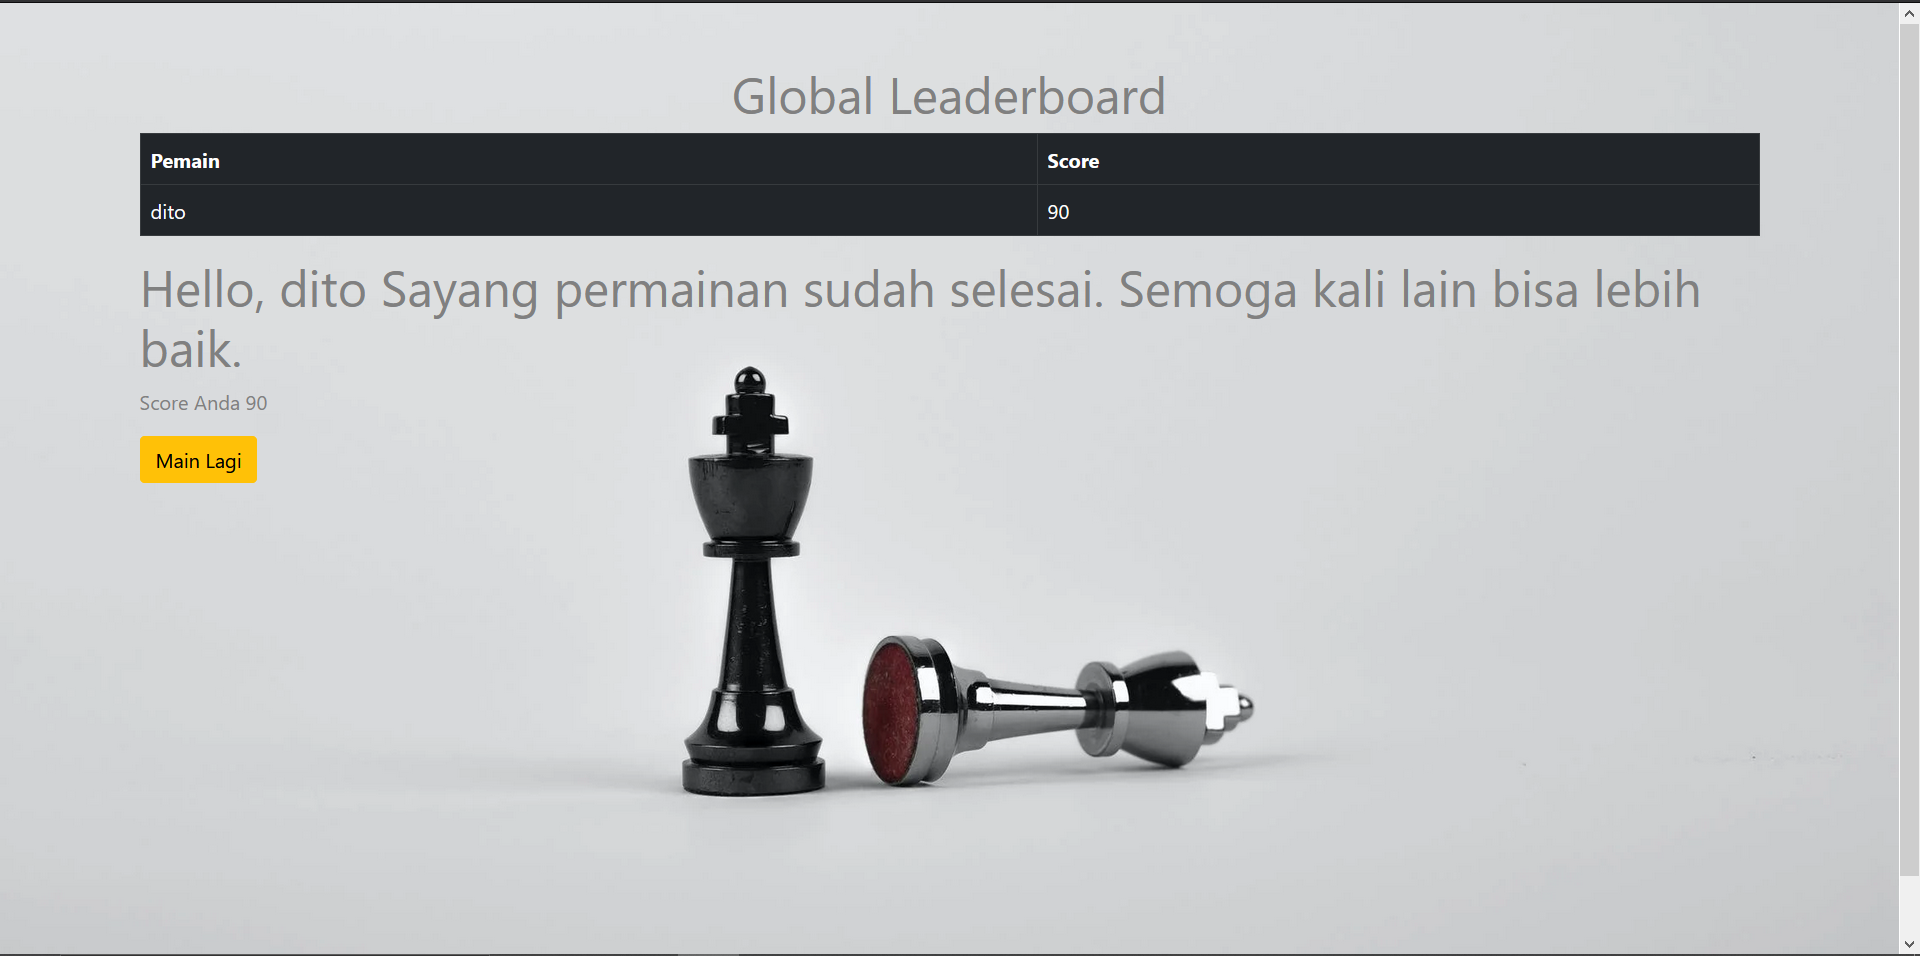 Global Leaderboard
Pemain Score
dito 90
Hello, dito Sayang permainan sudah selesai. Semoga kali lain bisa lebih
baik.
Score Anda 90
Main Lagi